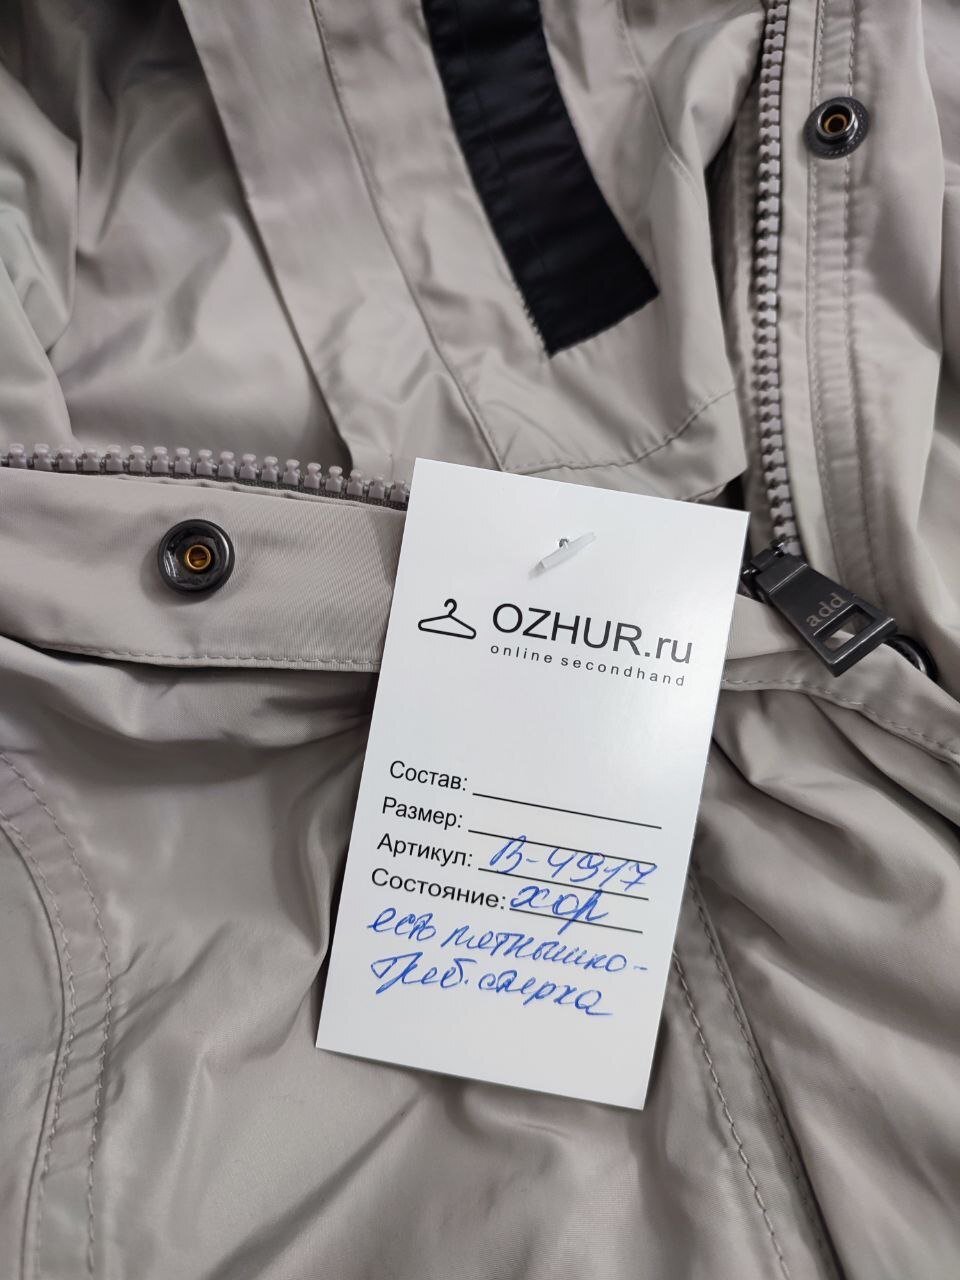 OZHUR.ru
online secondhand
add
Состав:
Размер:
Артикул: В-4917
Состояние: хор
есть пятнышко-
треб. стирка